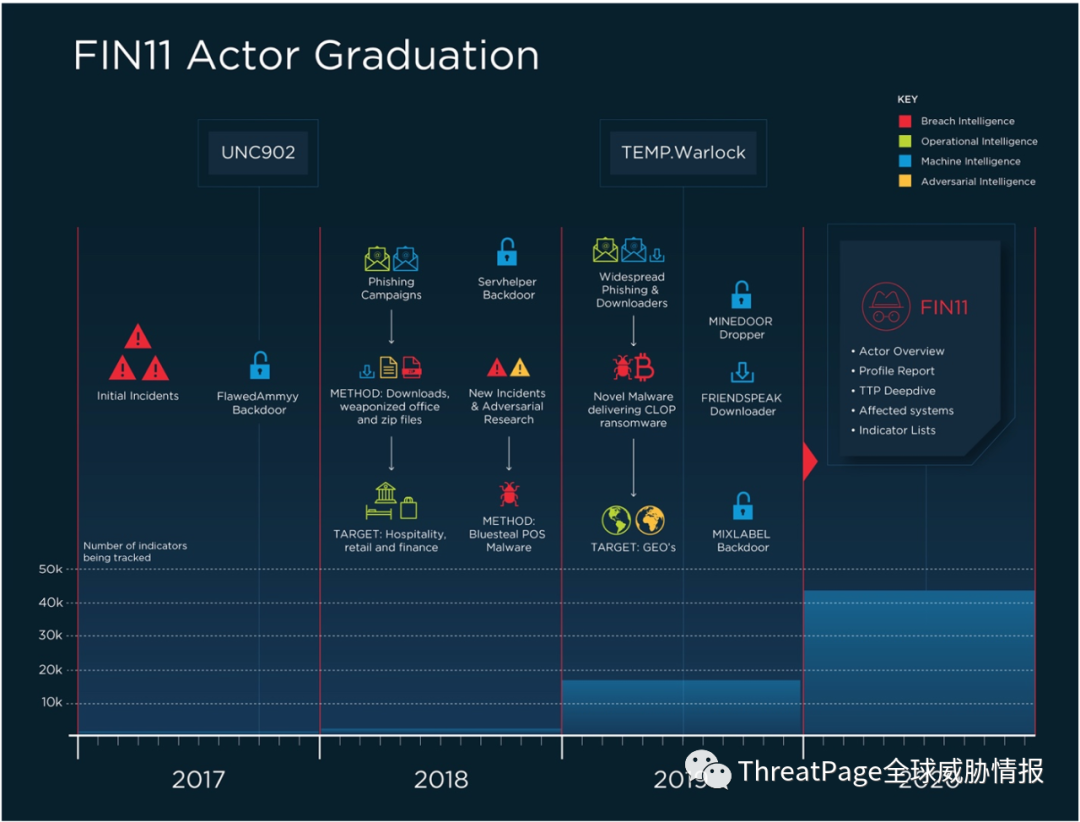 FIN11 Actor Graduation
KEY
Breach Intelligence
Operational Intelligence
Machine Intelligence
Adversarial Intelligence
UNC902
TEMP.Warlock
Initial Incidents
FlawedAmmyy
Backdoor
Phishing
Campaigns
METHOD: Downloads,
weaponized office
and zip files
TARGET: Hospitality,
retail and finance
Servhelper
Backdoor
New Incidents
& Adversarial
Research
METHOD:
Bluesteal POS
Malware
Widespread
Phishing &
Downloaders
Novel Malware
delivering CLOP
ransomware
TARGET: GEO's
MINEDOOR
Dropper
FRIENDSPEAK
Downloader
MIXLABEL
Backdoor
FIN11
• Actor Overview
• Profile Report
• TTP Deepdive
• Affected systems
• Indicator Lists
Number of indicators
being tracked
50k
40k
30k
20k
10k
2017
2018
2019
2020
ThreatPage全球威胁情报